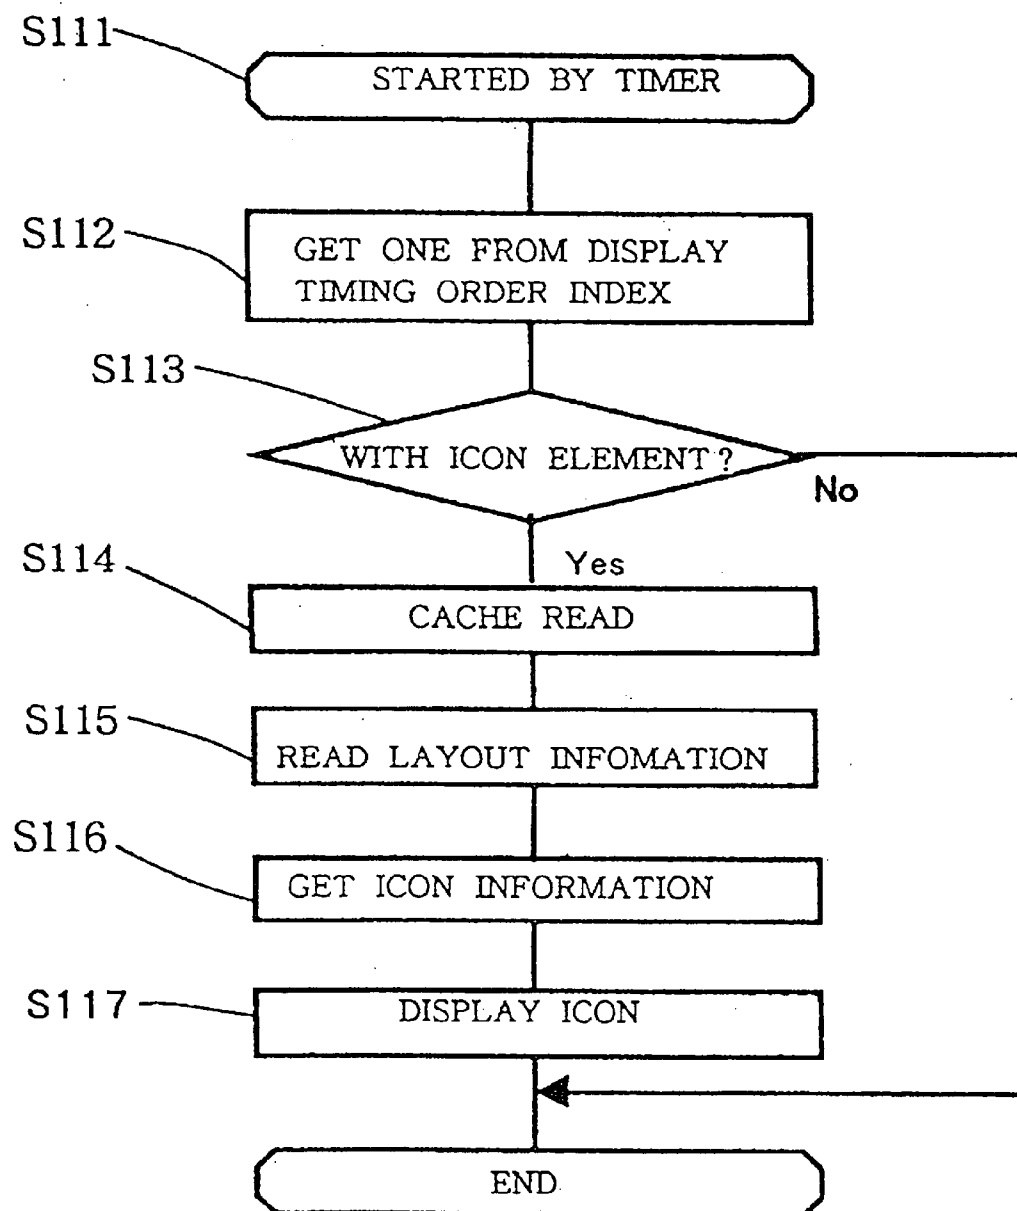 S111
STARTED BY TIMER
S112
GET ONE FROM DISPLAY
TIMING ORDER INDEX
S113
WITH ICON ELEMENT?
No
Yes
S114
CACHE READ
S115
READ LAYOUT INFOMATION
S116
GET ICON INFORMATION
S117
DISPLAY ICON
END